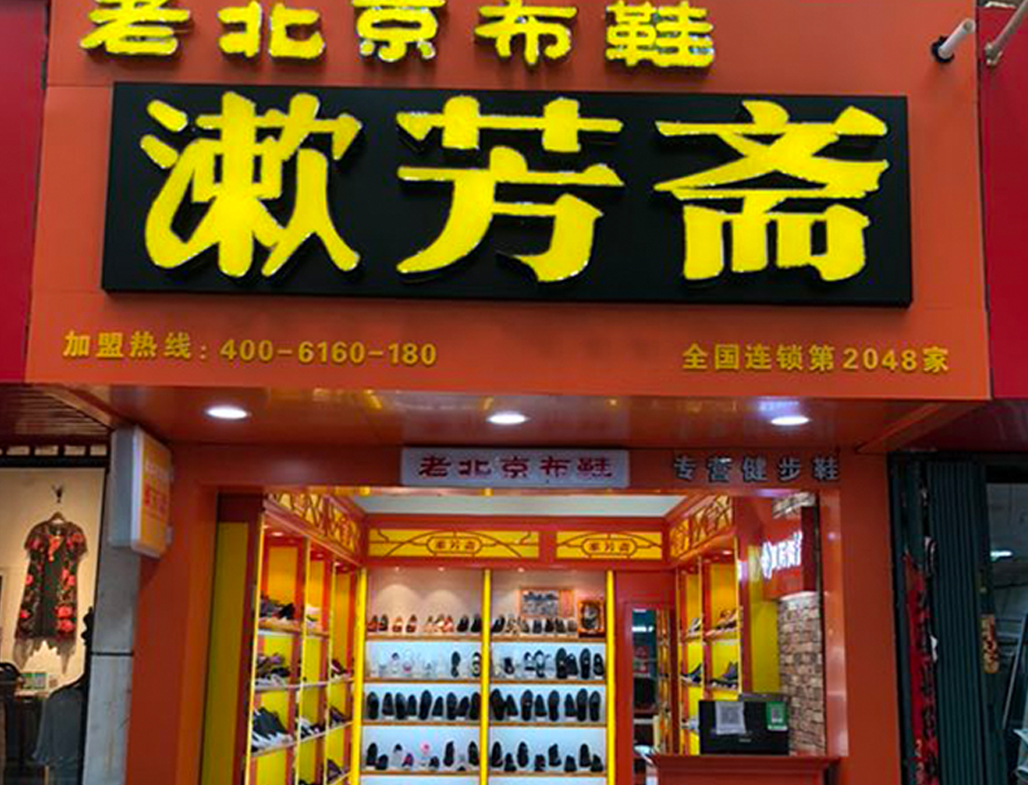 老北京布鞋
漱芳斋
加盟热线：400-6160-180
全国连锁第2048家
老北京布鞋
专营健步鞋
漱芳斋
漱芳斋